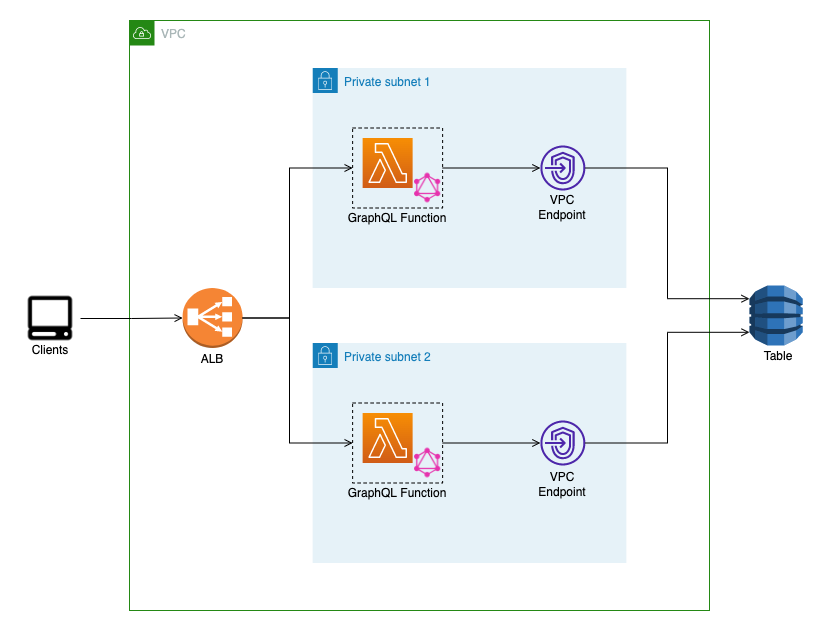 VPC
Private subnet 1
GraphQL Function
VPC
Endpoint
Clients
ALB
Table
Private subnet 2
GraphQL Function
VPC
Endpoint